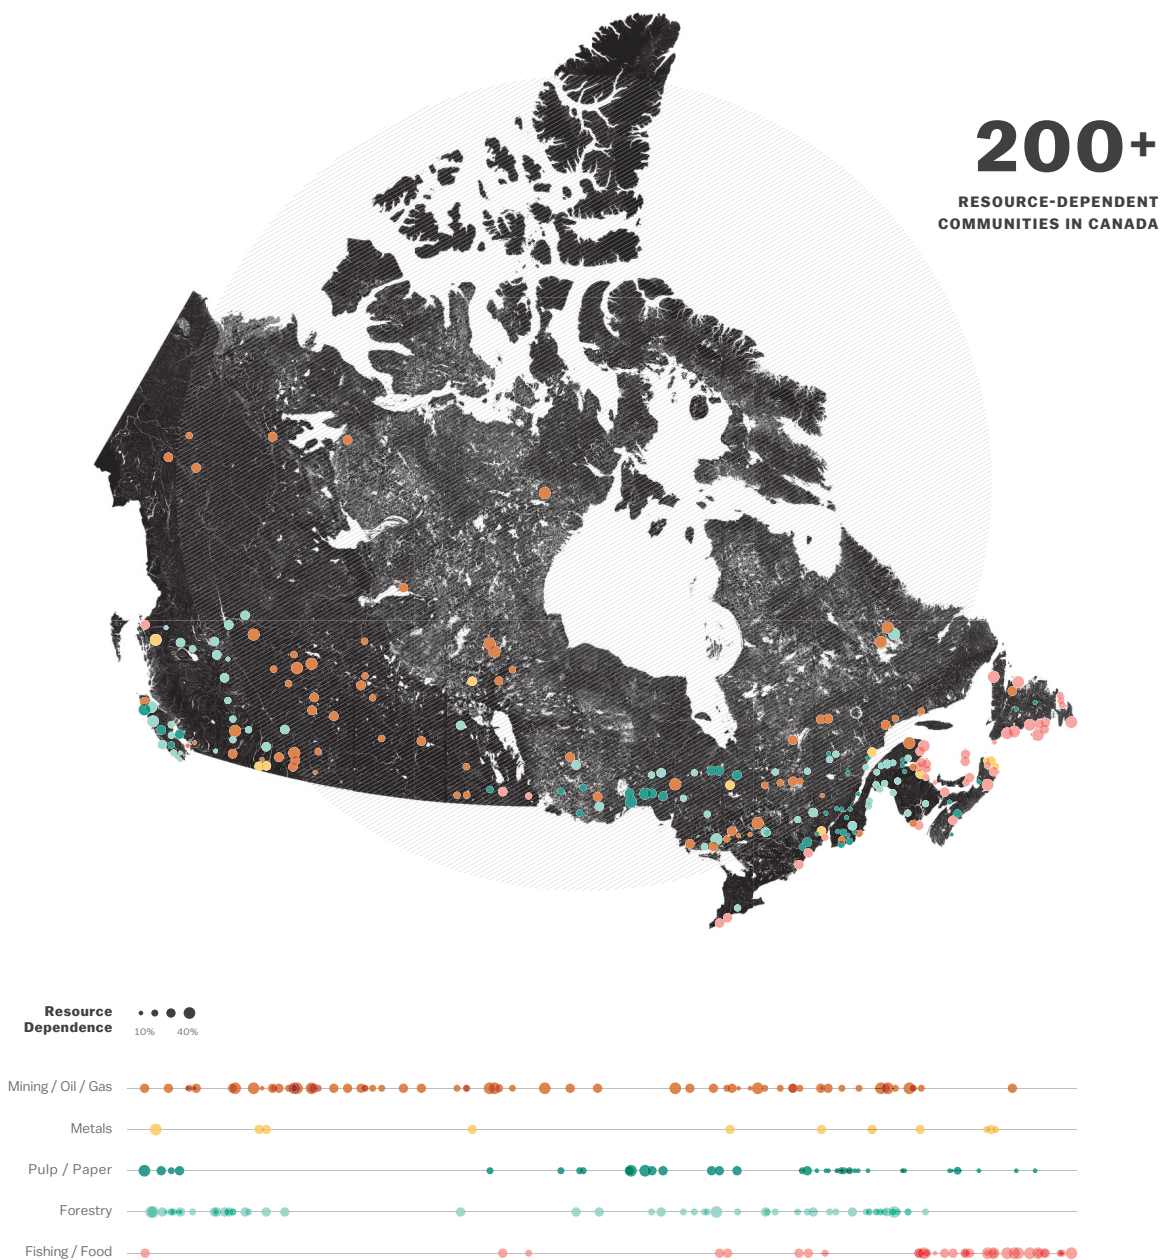 200+
RESOURCE-DEPENDENT
COMMUNITIES IN CANADA
Resource
Dependence
10% 40%
Mining / Oil / Gas
Metals
Pulp / Paper
Forestry
Fishing / Food